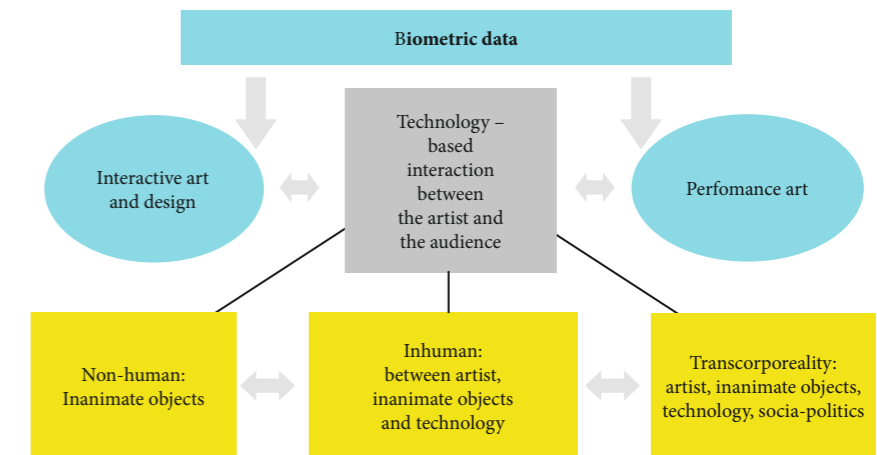 Biometric data
Technology –
based
interaction
between
the artist and
the audience
Interactive art
and design
Perfomance art
Non-human:
Inanimate objects
Inhuman:
between artist,
inanimate objects
and technology
Transcorporeality:
artist, inanimate objects,
technology, socia-politics